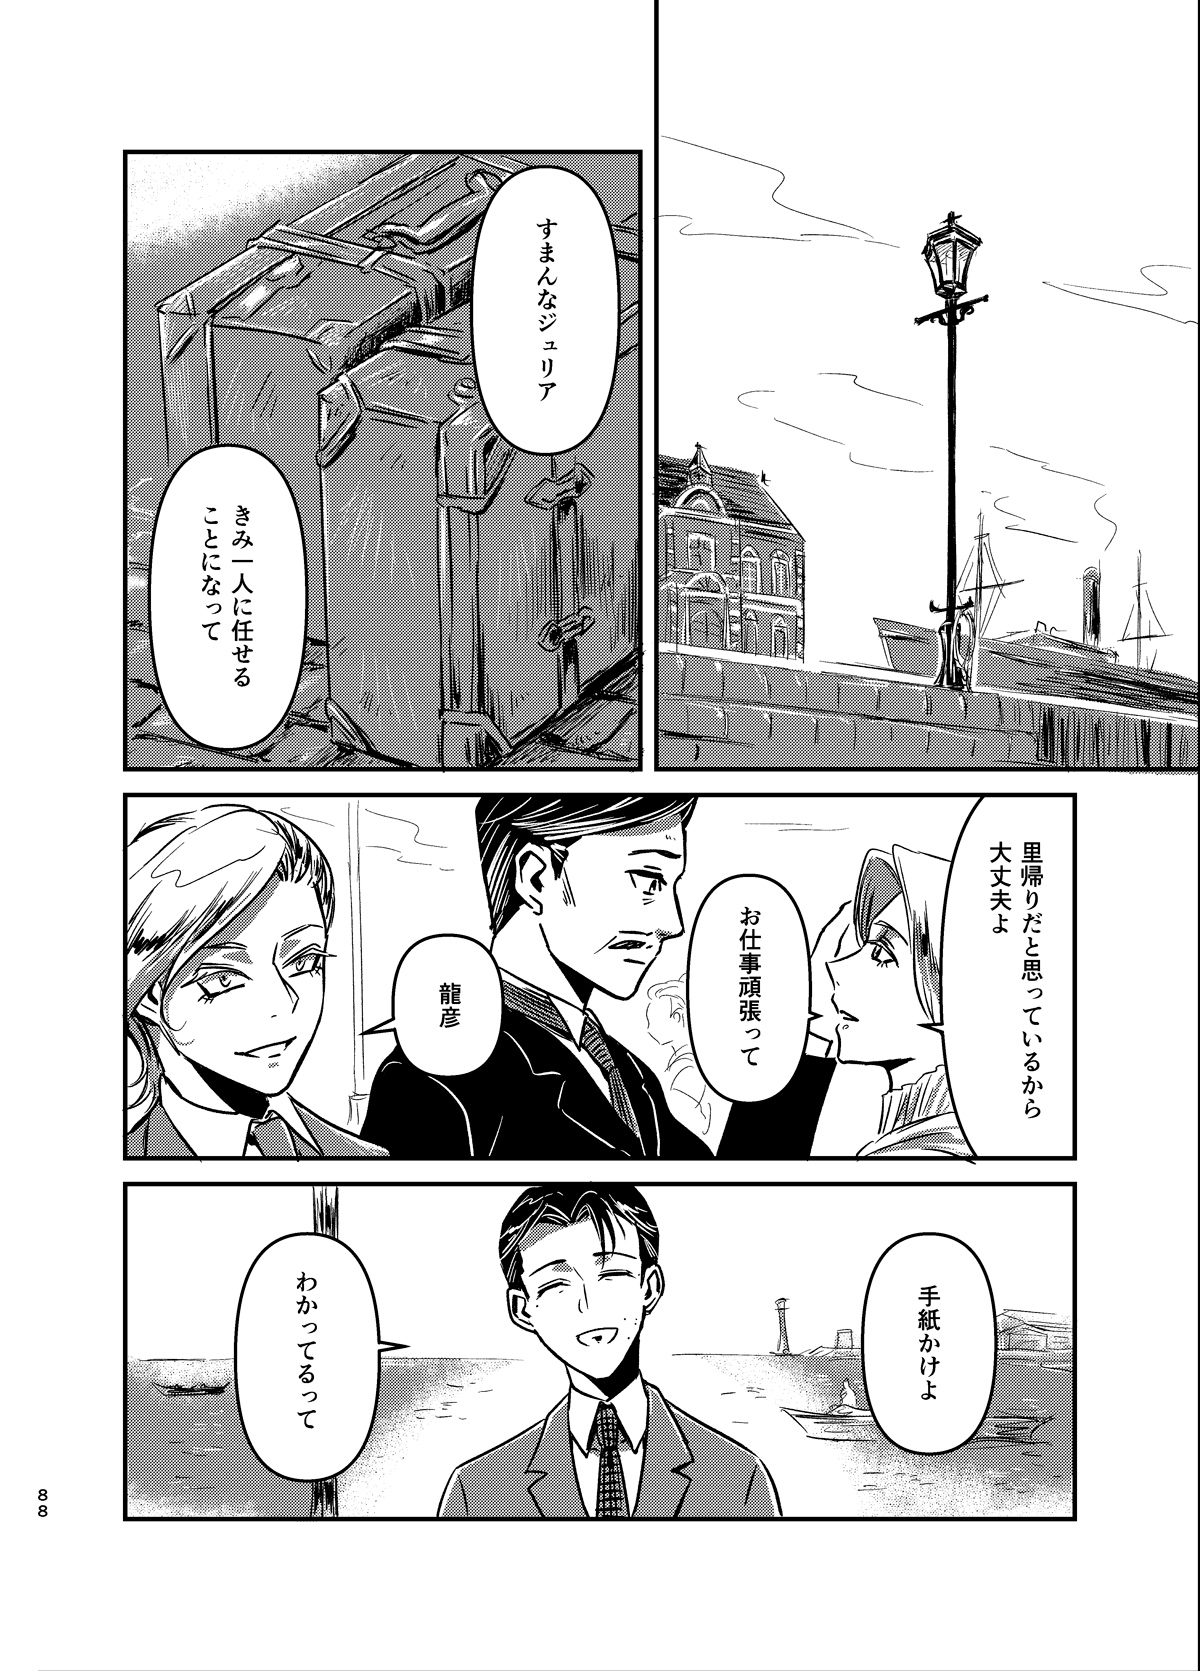 すまんなジュリア
きみ一人に任せる
ことになって
里帰りだと思っているから
大丈夫よ
お仕事頑張って
龍彦
手紙かけよ
わかってるって
88